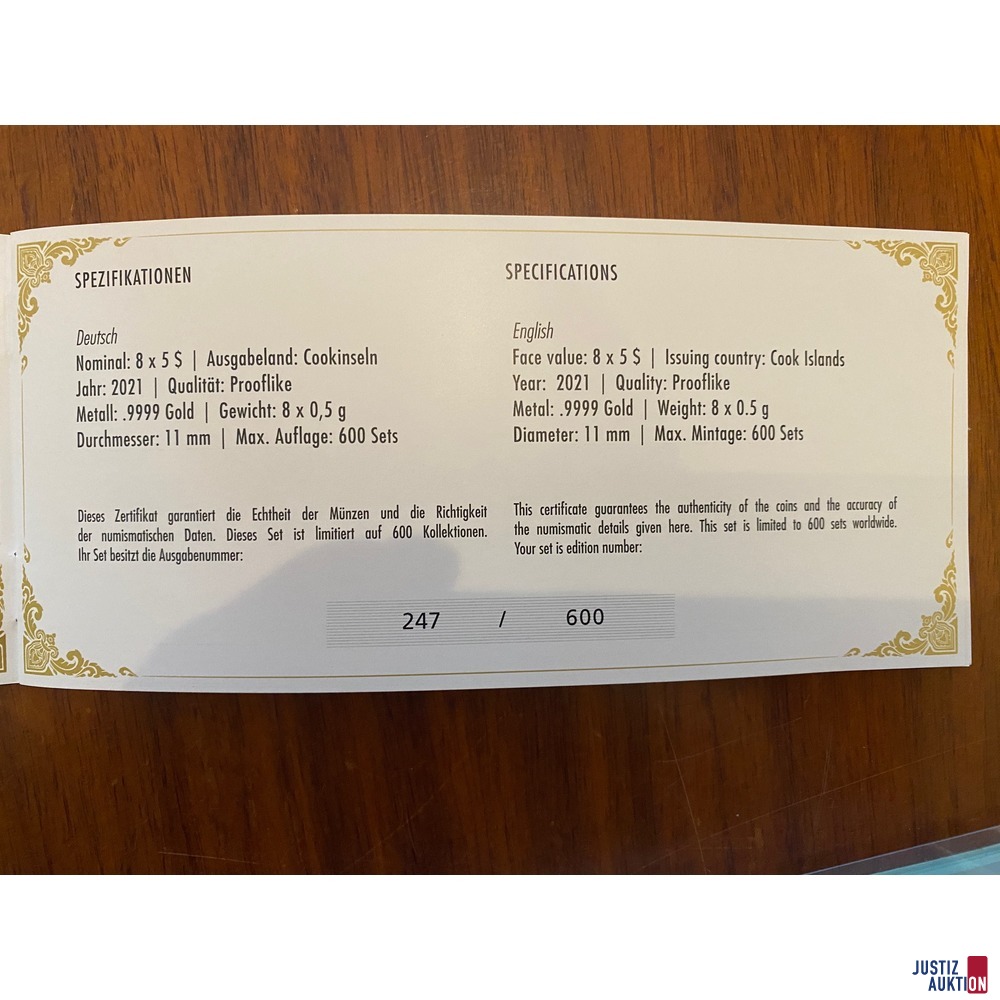 SPEZIFIKATIONEN
Deutsch
Nominal: 8 x 5 $ | Ausgabeland: Cookinseln
Jahr: 2021 | Qualität: Prooflike
Metall: .9999 Gold | Gewicht: 8 x 0,5 g
Durchmesser: 11 mm | Max. Auflage: 600 Sets
Dieses Zertifikat garantiert die Echtheit der Münzen und die Richtigkeit
der numismatischen Daten. Dieses Set ist limitiert auf 600 Kollektionen.
Ihr Set besitzt die Ausgabenummer:
SPECIFICATIONS
English
Face value: 8 x 5 $ | Issuing country: Cook Islands
Year: 2021 | Quality: Prooflike
Metal: .9999 Gold | Weight: 8 x 0.5 g
Diameter: 11 mm | Max. Mintage: 600 Sets
This certificate guarantees the authenticity of the coins and the accuracy of
the numismatic details given here. This set is limited to 600 sets worldwide.
Your set is edition number:
247 / 600
JUSTIZ
AUKTION